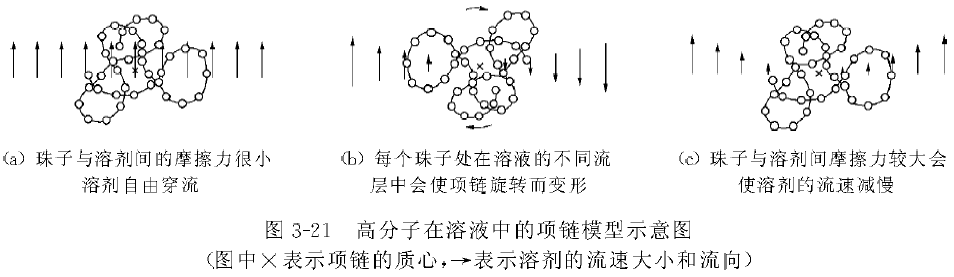 (a) 珠子与溶剂间的摩擦力很小
溶剂自由穿流
(b) 每个珠子处在溶液的不同流
层中会使项链旋转而变形
(c) 珠子与溶剂间摩擦力较大会
使溶剂的流速减慢
图 3-21 高分子在溶液中的项链模型示意图
(图中×表示项链的质心,→表示溶剂的流速大小和流向)